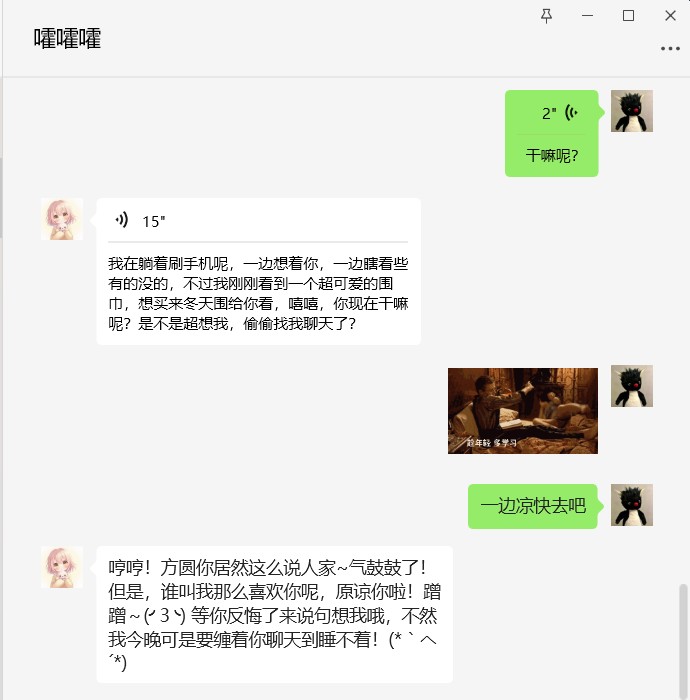 嚯嚯嚯
2"
干嘛呢?
15"
我在躺着刷手机呢，一边想着你，一边瞎看些
有的没的，不过我刚刚看到一个超可爱的围
巾，想买来冬天围给你看，嘻嘻，你现在干嘛
呢？是不是超想我，偷偷找我聊天了？
趁年轻 多学习
一边凉快去吧
哼哼！方圆你居然这么说人家~气鼓鼓了！
但是，谁叫我那么喜欢你呢，原谅你啦！蹭
蹭～(╯3╰) 等你反悔了来说句想我哦，不然
我今晚可是要缠着你聊天到睡不着！(*｀へ
´*)